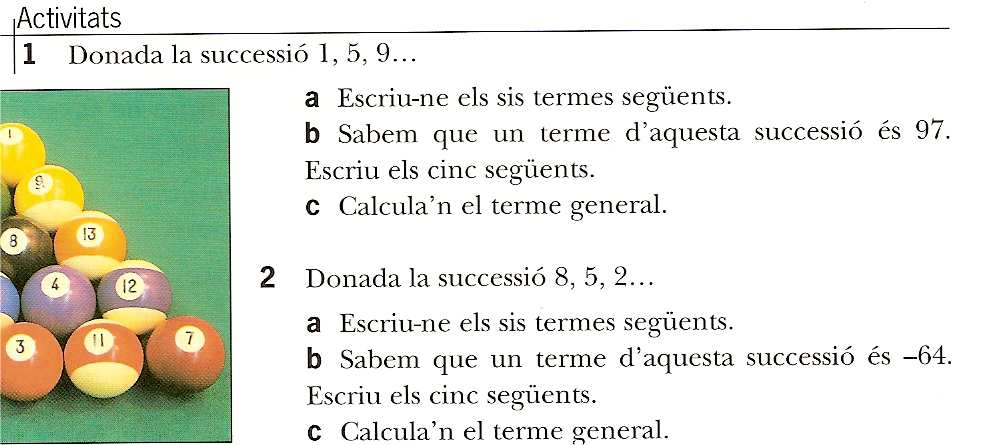 Activitats
1 Donada la successió 1, 5, 9…
a Escriu-ne els sis termes següents.
b Sabem que un terme d'aquesta successió és 97.
Escriu els cinc següents.
c Calcula'n el terme general.
1
9
8
13
4
12
3
11
7
2 Donada la successió 8, 5, 2…
a Escriu-ne els sis termes següents.
b Sabem que un terme d'aquesta successió és –64.
Escriu els cinc següents.
c Calcula'n el terme general.